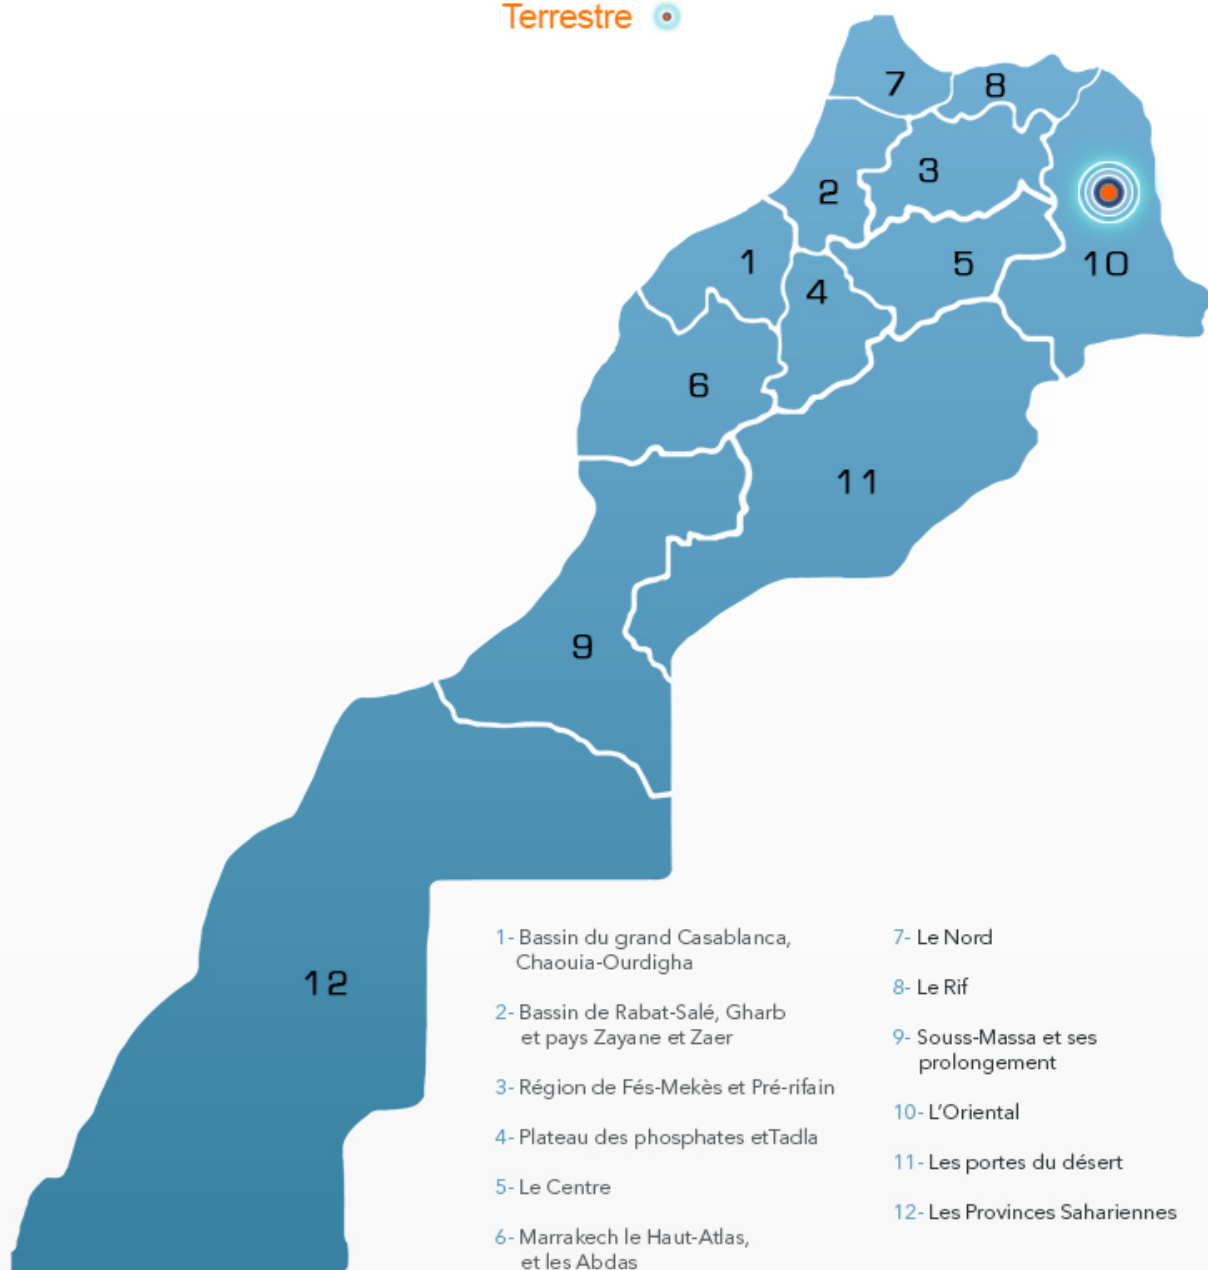 Terrestre
7
8
3
2
1
5
10
4
6
11
9
12
1- Bassin du grand Casablanca,
Chaouia-Ourdigha
2- Bassin de Rabat-Salé, Gharb
et pays Zayane et Zaer
3- Région de Fés-Mekès et Pré-rifain
4- Plateau des phosphates etTadla
5- Le Centre
6- Marrakech le Haut-Atlas,
et les Abdas
7- Le Nord
8- Le Rif
9- Souss-Massa et ses
prolongement
10- L'Oriental
11- Les portes du désert
12- Les Provinces Sahariennes